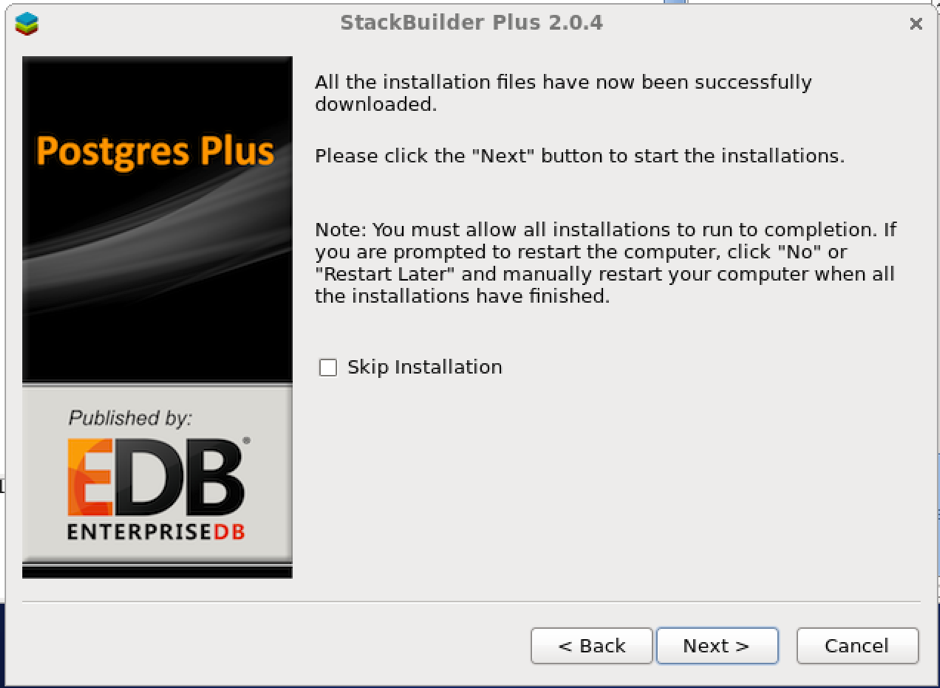 StackBuilder Plus 2.0.4
Postgres Plus
All the installation files have now been successfully
downloaded.
Please click the "Next" button to start the installations.
Note: You must allow all installations to run to completion. If
you are prompted to restart the computer, click "No" or
"Restart Later" and manually restart your computer when all
the installations have finished.
Skip Installation
Published by:
EDB
ENTERPRISEDB
< Back
Next >
Cancel